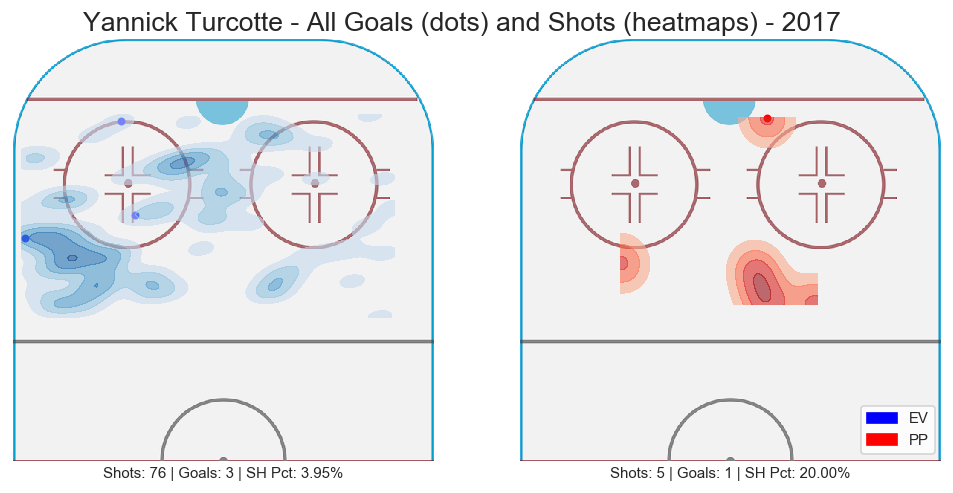 Yannick Turcotte - All Goals (dots) and Shots (heatmaps) - 2017
EV
PP
Shots: 76 | Goals: 3 | SH Pct: 3.95%
Shots: 5 | Goals: 1 | SH Pct: 20.00%